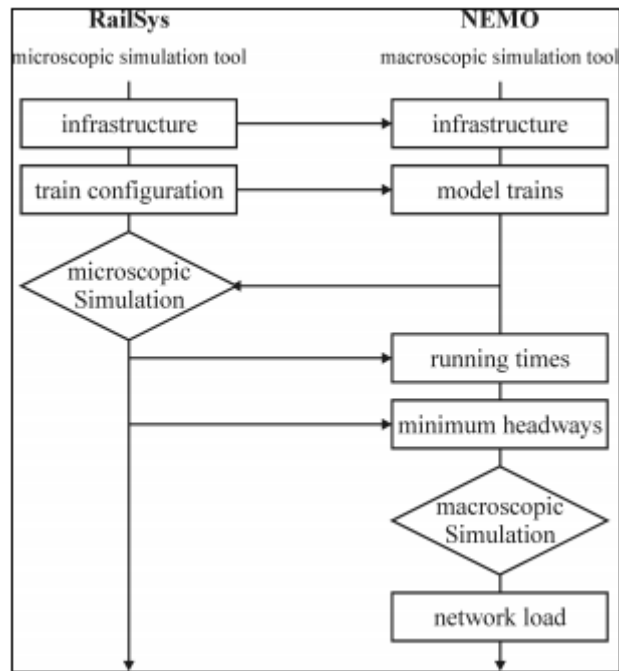 RailSys NEMO
microscopic simulation tool macroscopic simulation tool
infrastructure infrastructure
train configuration model trains
microscopic
Simulation
running times
minimum headways
macroscopic
Simulation
network load